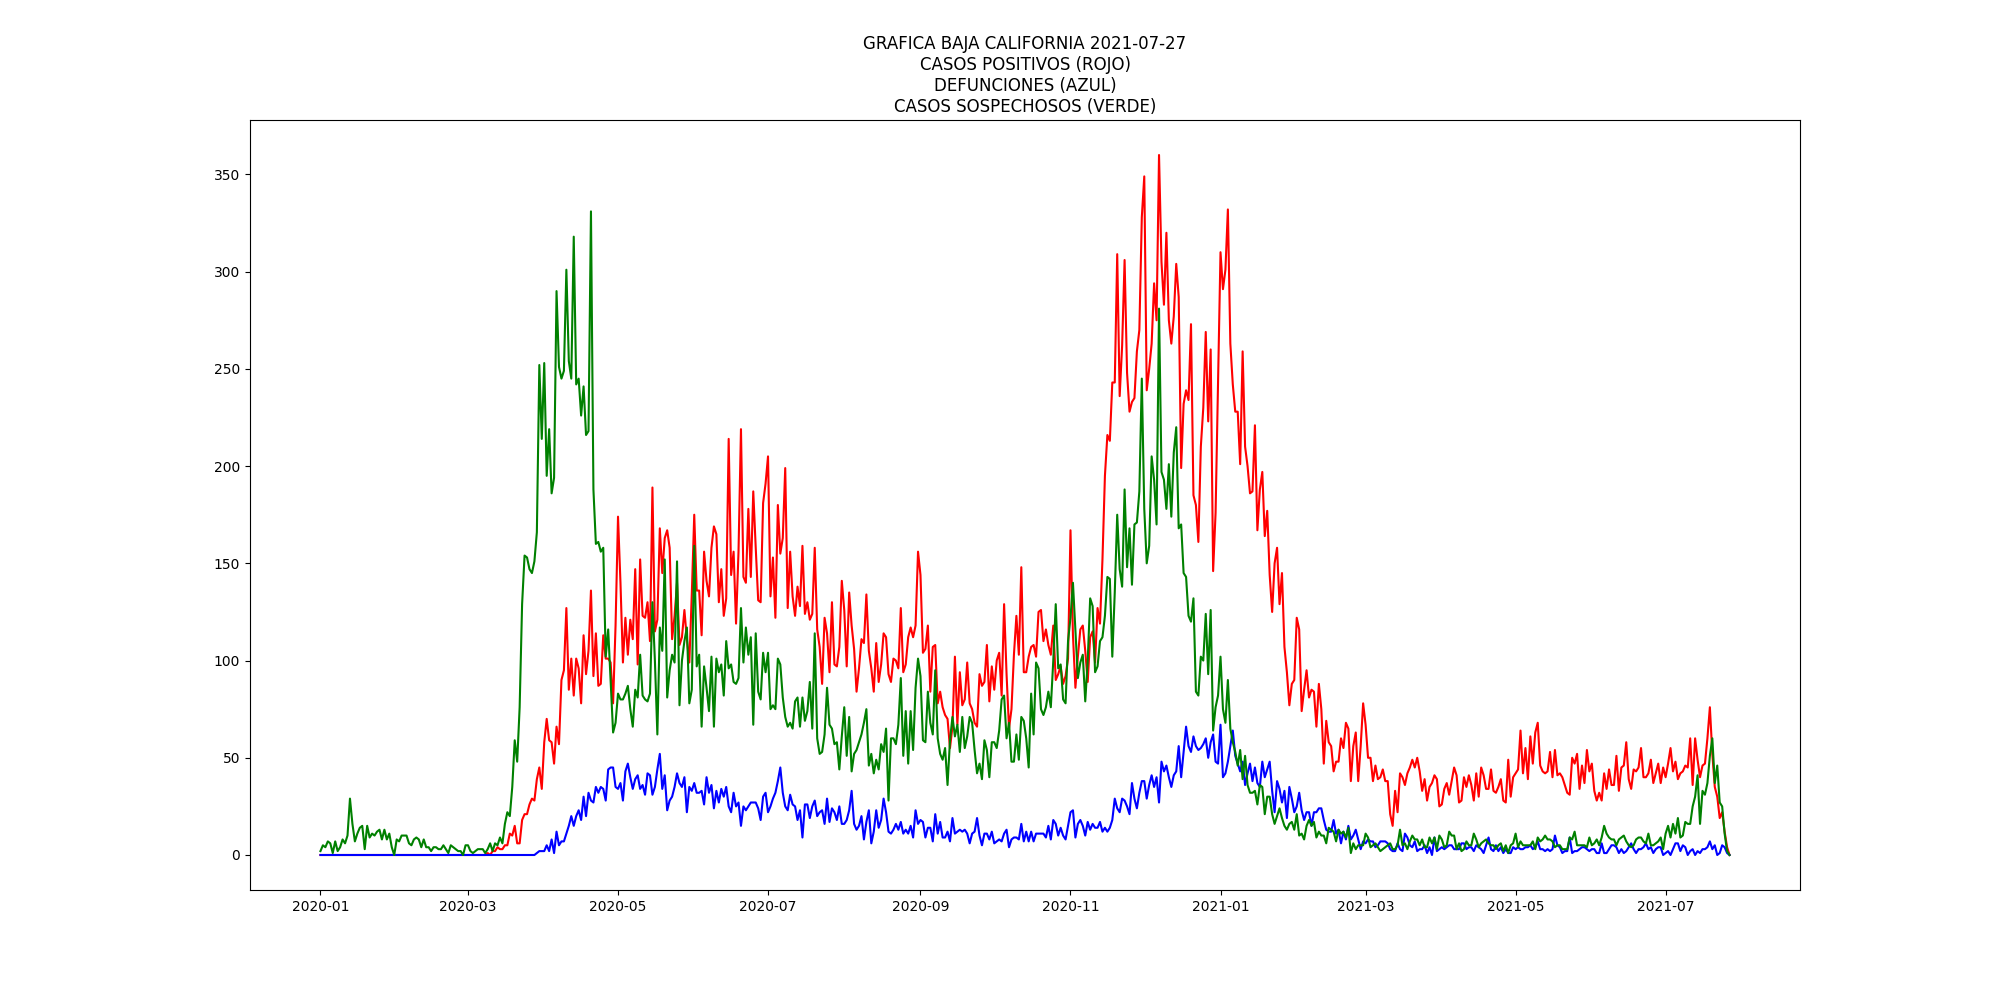 GRAFICA BAJA CALIFORNIA 2021-07-27
CASOS POSITIVOS (ROJO)
DEFUNCIONES (AZUL)
CASOS SOSPECHOSOS (VERDE)
350
300
250
200
150
100
50
0
2020-01 2020-03 2020-05 2020-07 2020-09 2020-11 2021-01 2021-03 2021-05 2021-07